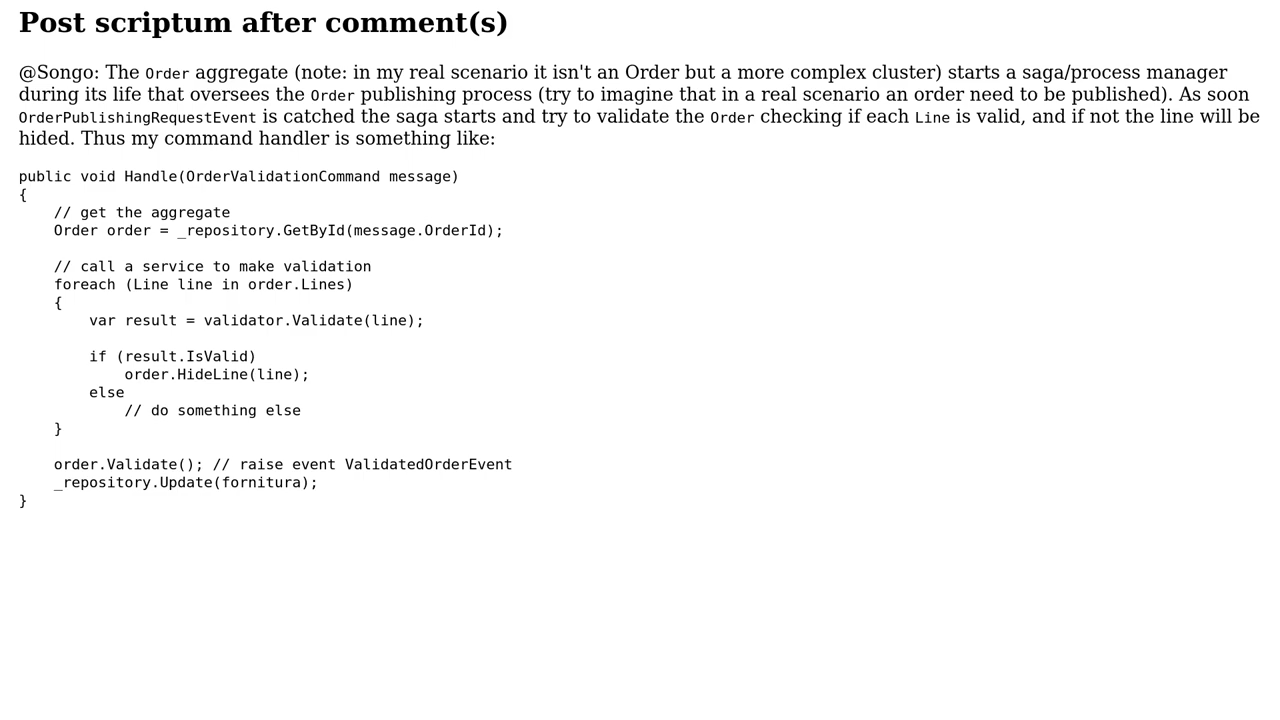 Post scriptum after comment(s)
@Songo: The Order aggregate (note: in my real scenario it isn't an Order but a more complex cluster) starts a saga/process manager
during its life that oversees the Order publishing process (try to imagine that in a real scenario an order need to be published). As soon
OrderPublishingRequestEvent is catched the saga starts and try to validate the Order checking if each Line is valid, and if not the line will be
hided. Thus my command handler is something like:
public void Handle(OrderValidationCommand message)
{
    // get the aggregate
    Order order = _repository.GetById(message.OrderId);
    // call a service to make validation
    foreach (Line line in order.Lines)
    {
        var result = validator.Validate(line);
        if (result.IsValid)
            order.HideLine(line);
        else
            // do something else
    }
    order.Validate(); // raise event ValidatedOrderEvent
    _repository.Update(fornitura);
}